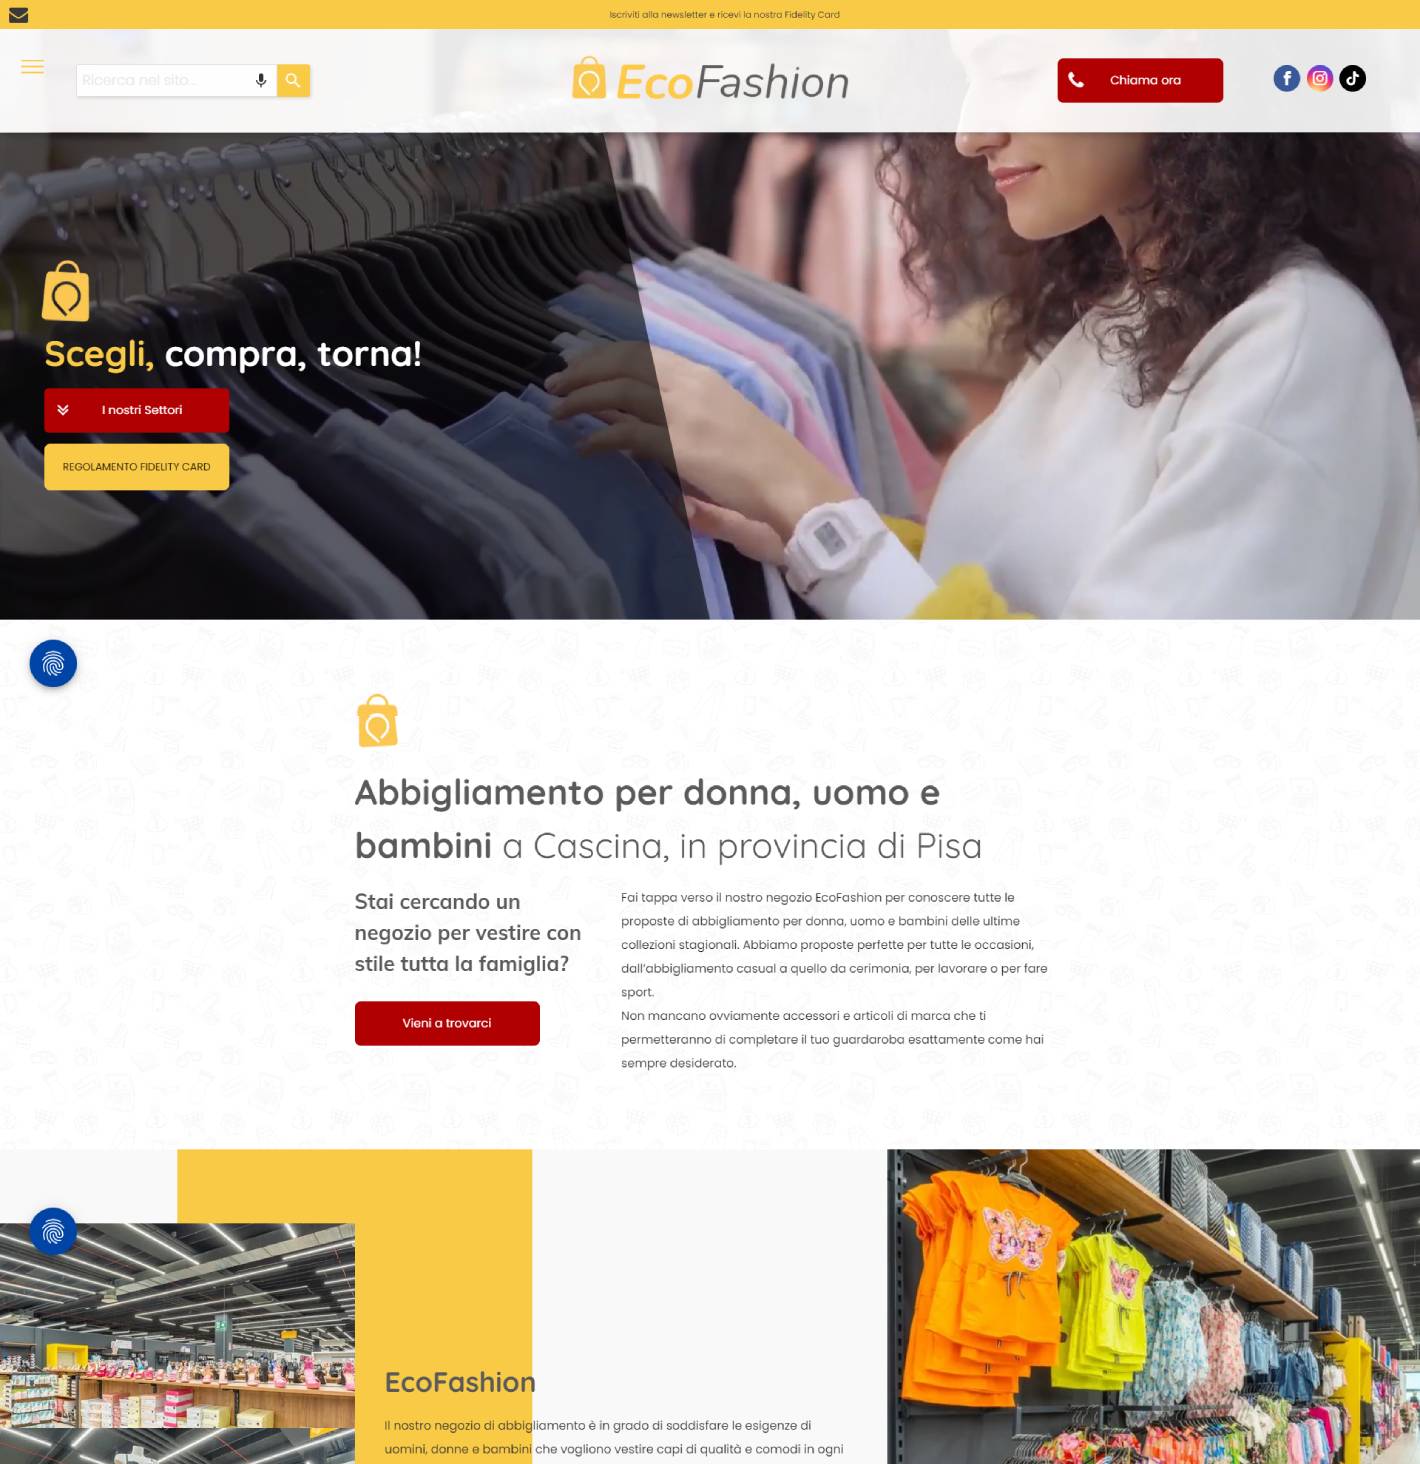 Iscriviti alla newsletter e ricevi la nostra Fidelity Card
Ricerca nel sito...
EcoFashion
Chiama ora
Scegli, compra, torna!
I nostri Settori
REGOLAMENTO FIDELITY CARD
Abbigliamento per donna, uomo e
bambini a Cascina, in provincia di Pisa
Stai cercando un
negozio per vestire con
stile tutta la famiglia?
Vieni a trovarci
Fai tappa verso il nostro negozio EcoFashion per conoscere tutte le
proposte di abbigliamento per donna, uomo e bambini delle ultime
collezioni stagionali. Abbiamo proposte perfette per tutte le occasioni,
dall'abbigliamento casual a quello da cerimonia, per lavorare o per fare
sport.
Non mancano ovviamente accessori e articoli di marca che ti
permetteranno di completare il tuo guardaroba esattamente come hai
sempre desiderato.
LOVE
EcoFashion
Il nostro negozio di abbigliamento è in grado di soddisfare le esigenze di
uomini, donne e bambini che vogliono vestire capi di qualità e comodi in ogni